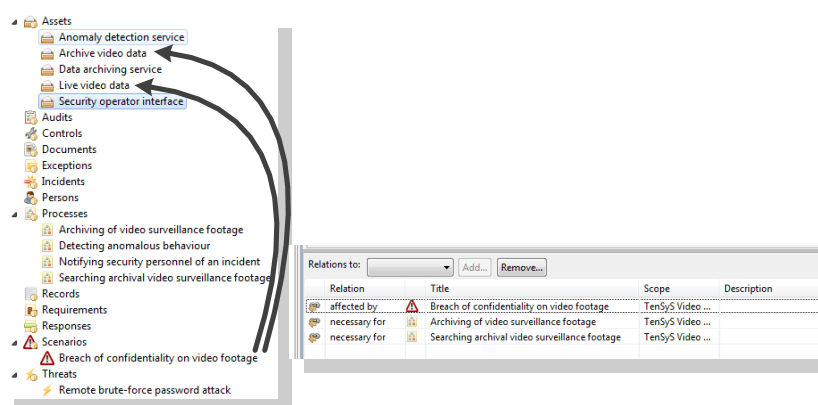 Assets
Anomaly detection service
Archive video data
Data archiving service
Live video data
Security operator interface
Audits
Controls
Documents
Exceptions
Incidents
Persons
Processes
Archiving of video surveillance footage
Detecting anomalous behaviour
Notifying security personnel of an incident
Searching archival video surveillance footage
Records
Requirements
Responses
Scenarios
Breach of confidentiality on video footage
Threats
Remote brute-force password attack
Relations to: Add... Remove...
Relation Title Scope Description
affected by Breach of confidentiality on video footage TenSyS Video ...
necessary for Archiving of video surveillance footage TenSyS Video ...
necessary for Searching archival video surveillance footage TenSyS Video ...